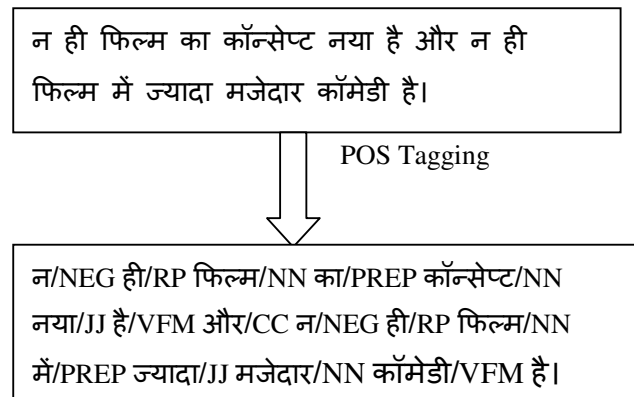 न ही फिल्म का कॉन्सेप्ट नया है और न ही
फिल्म में ज्यादा मजेदार कॉमेडी है।
POS Tagging
न/NEG ही/RP फिल्म/NN का/PREP कॉन्सेप्ट/NN
नया/JJ है/VFM और/CC न/NEG ही/RP फिल्म/NN
में/PREP ज्यादा/JJ मजेदार/NN कॉमेडी/VFM है।